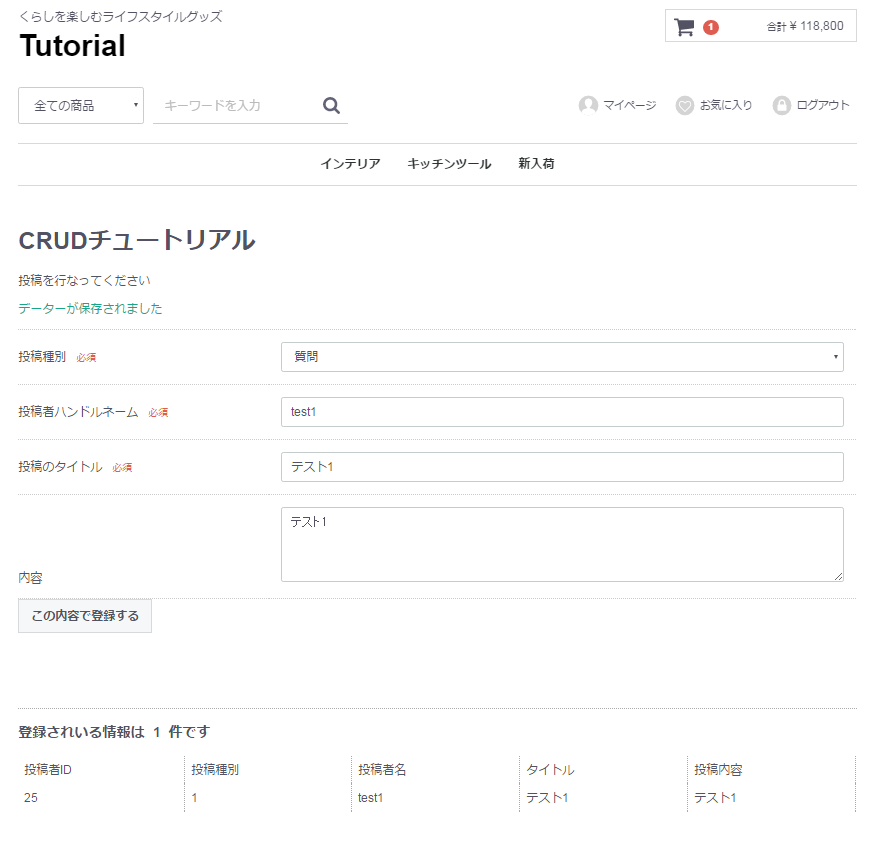 くらしを楽しむライフスタイルグッズ
Tutorial
1 合計 ¥ 118,800
全ての商品 キーワードを入力 マイページ お気に入り ログアウト
インテリア キッチンツール 新入荷
CRUDチュートリアル
投稿を行なってください
データーが保存されました
投稿種別 必須 質問
投稿者ハンドルネーム 必須 test1
投稿のタイトル 必須 テスト1
テスト1
内容
この内容で登録する
登録されいる情報は 1 件です
投稿者ID 投稿種別 投稿者名 タイトル 投稿内容
25 1 test1 テスト1 テスト1